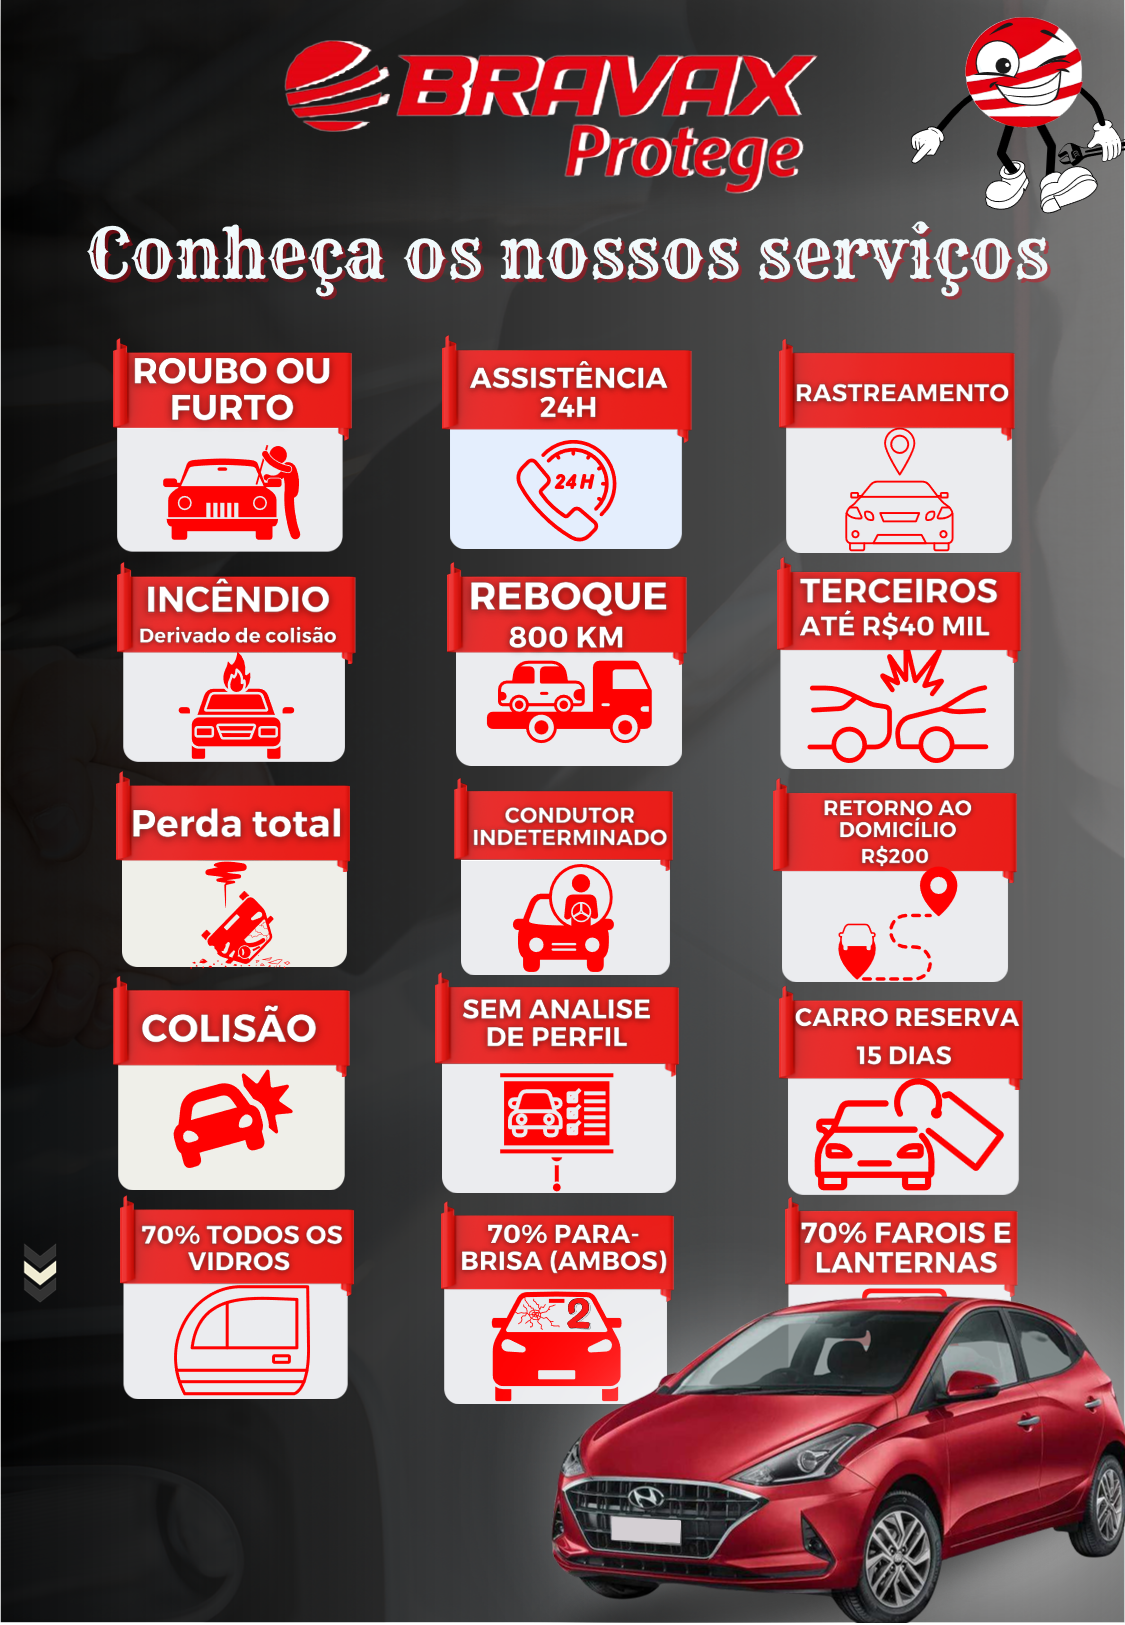 BRAVAX
Protege
Conheça os nossos serviços
ROUBO OU
FURTO
ASSISTÊNCIA
24H
24 H
RASTREAMENTO
INCÊNDIO
Derivado de colisão
REBOQUE
800 KM
TERCEIROS
ATÉ R$40 MIL
Perda total
CONDUTOR
INDETERMINADO
RETORNO AO
DOMICÍLIO
R$200
COLISÃO
SEM ANALISE
DE PERFIL
CARRO RESERVA
15 DIAS
70% TODOS OS
VIDROS
70% PARA-
BRISA (AMBOS)
-2
70% FAROIS E
LANTERNAS